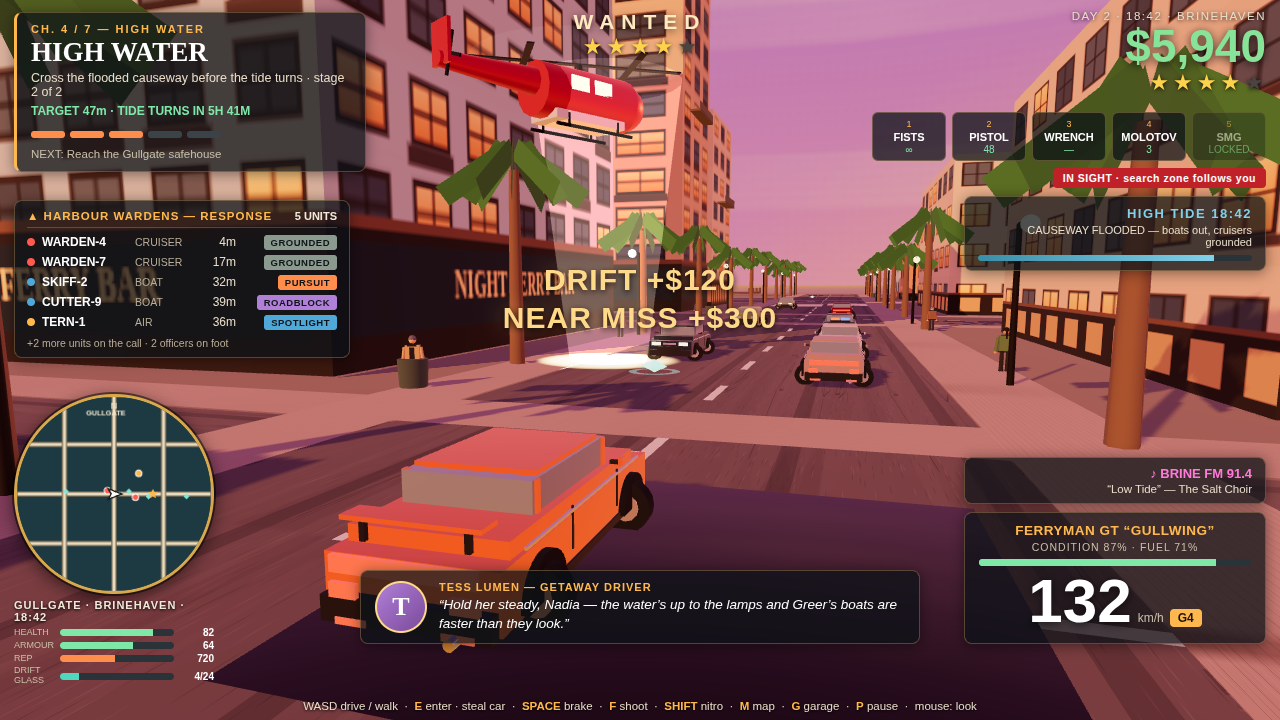 CH. 4 / 7 — HIGH WATER
HIGH WATER
Cross the flooded causeway before the tide turns · stage
2 of 2
TARGET 47m · TIDE TURNS IN 5H 41M
NEXT: Reach the Gullgate safehouse
WANTED
DAY 2 · 18:42 · BRINEHAVEN
$5,940
1 FISTS ∞
2 PISTOL 48
3 WRENCH —
4 MOLOTOV 3
5 SMG LOCKED
IN SIGHT · search zone follows you
HIGH TIDE 18:42
CAUSEWAY FLOODED — boats out, cruisers
grounded
▲ HARBOUR WARDENS — RESPONSE 5 UNITS
WARDEN-4 CRUISER 4m GROUNDED
WARDEN-7 CRUISER 17m GROUNDED
SKIFF-2 BOAT 32m PURSUIT
CUTTER-9 BOAT 39m ROADBLOCK
TERN-1 AIR 36m SPOTLIGHT
+2 more units on the call · 2 officers on foot
BAR
NIGHT
DRIFT +$120
NEAR MISS +$300
GULLGATE
GULLGATE · BRINEHAVEN ·
18:42
HEALTH 82
ARMOUR 64
REP 720
DRIFT
GLASS 4/24
♪ BRINE FM 91.4
"Low Tide" — The Salt Choir
FERRYMAN GT “GULLWING”
CONDITION 87% · FUEL 71%
132 km/h G4
T
TESS LUMEN — GETAWAY DRIVER
“Hold her steady, Nadia — the water’s up to the lamps and Greer’s boats are
faster than they look.”
WASD drive / walk · E enter · steal car · SPACE brake · F shoot · SHIFT nitro · M map · G garage · P pause · mouse: look